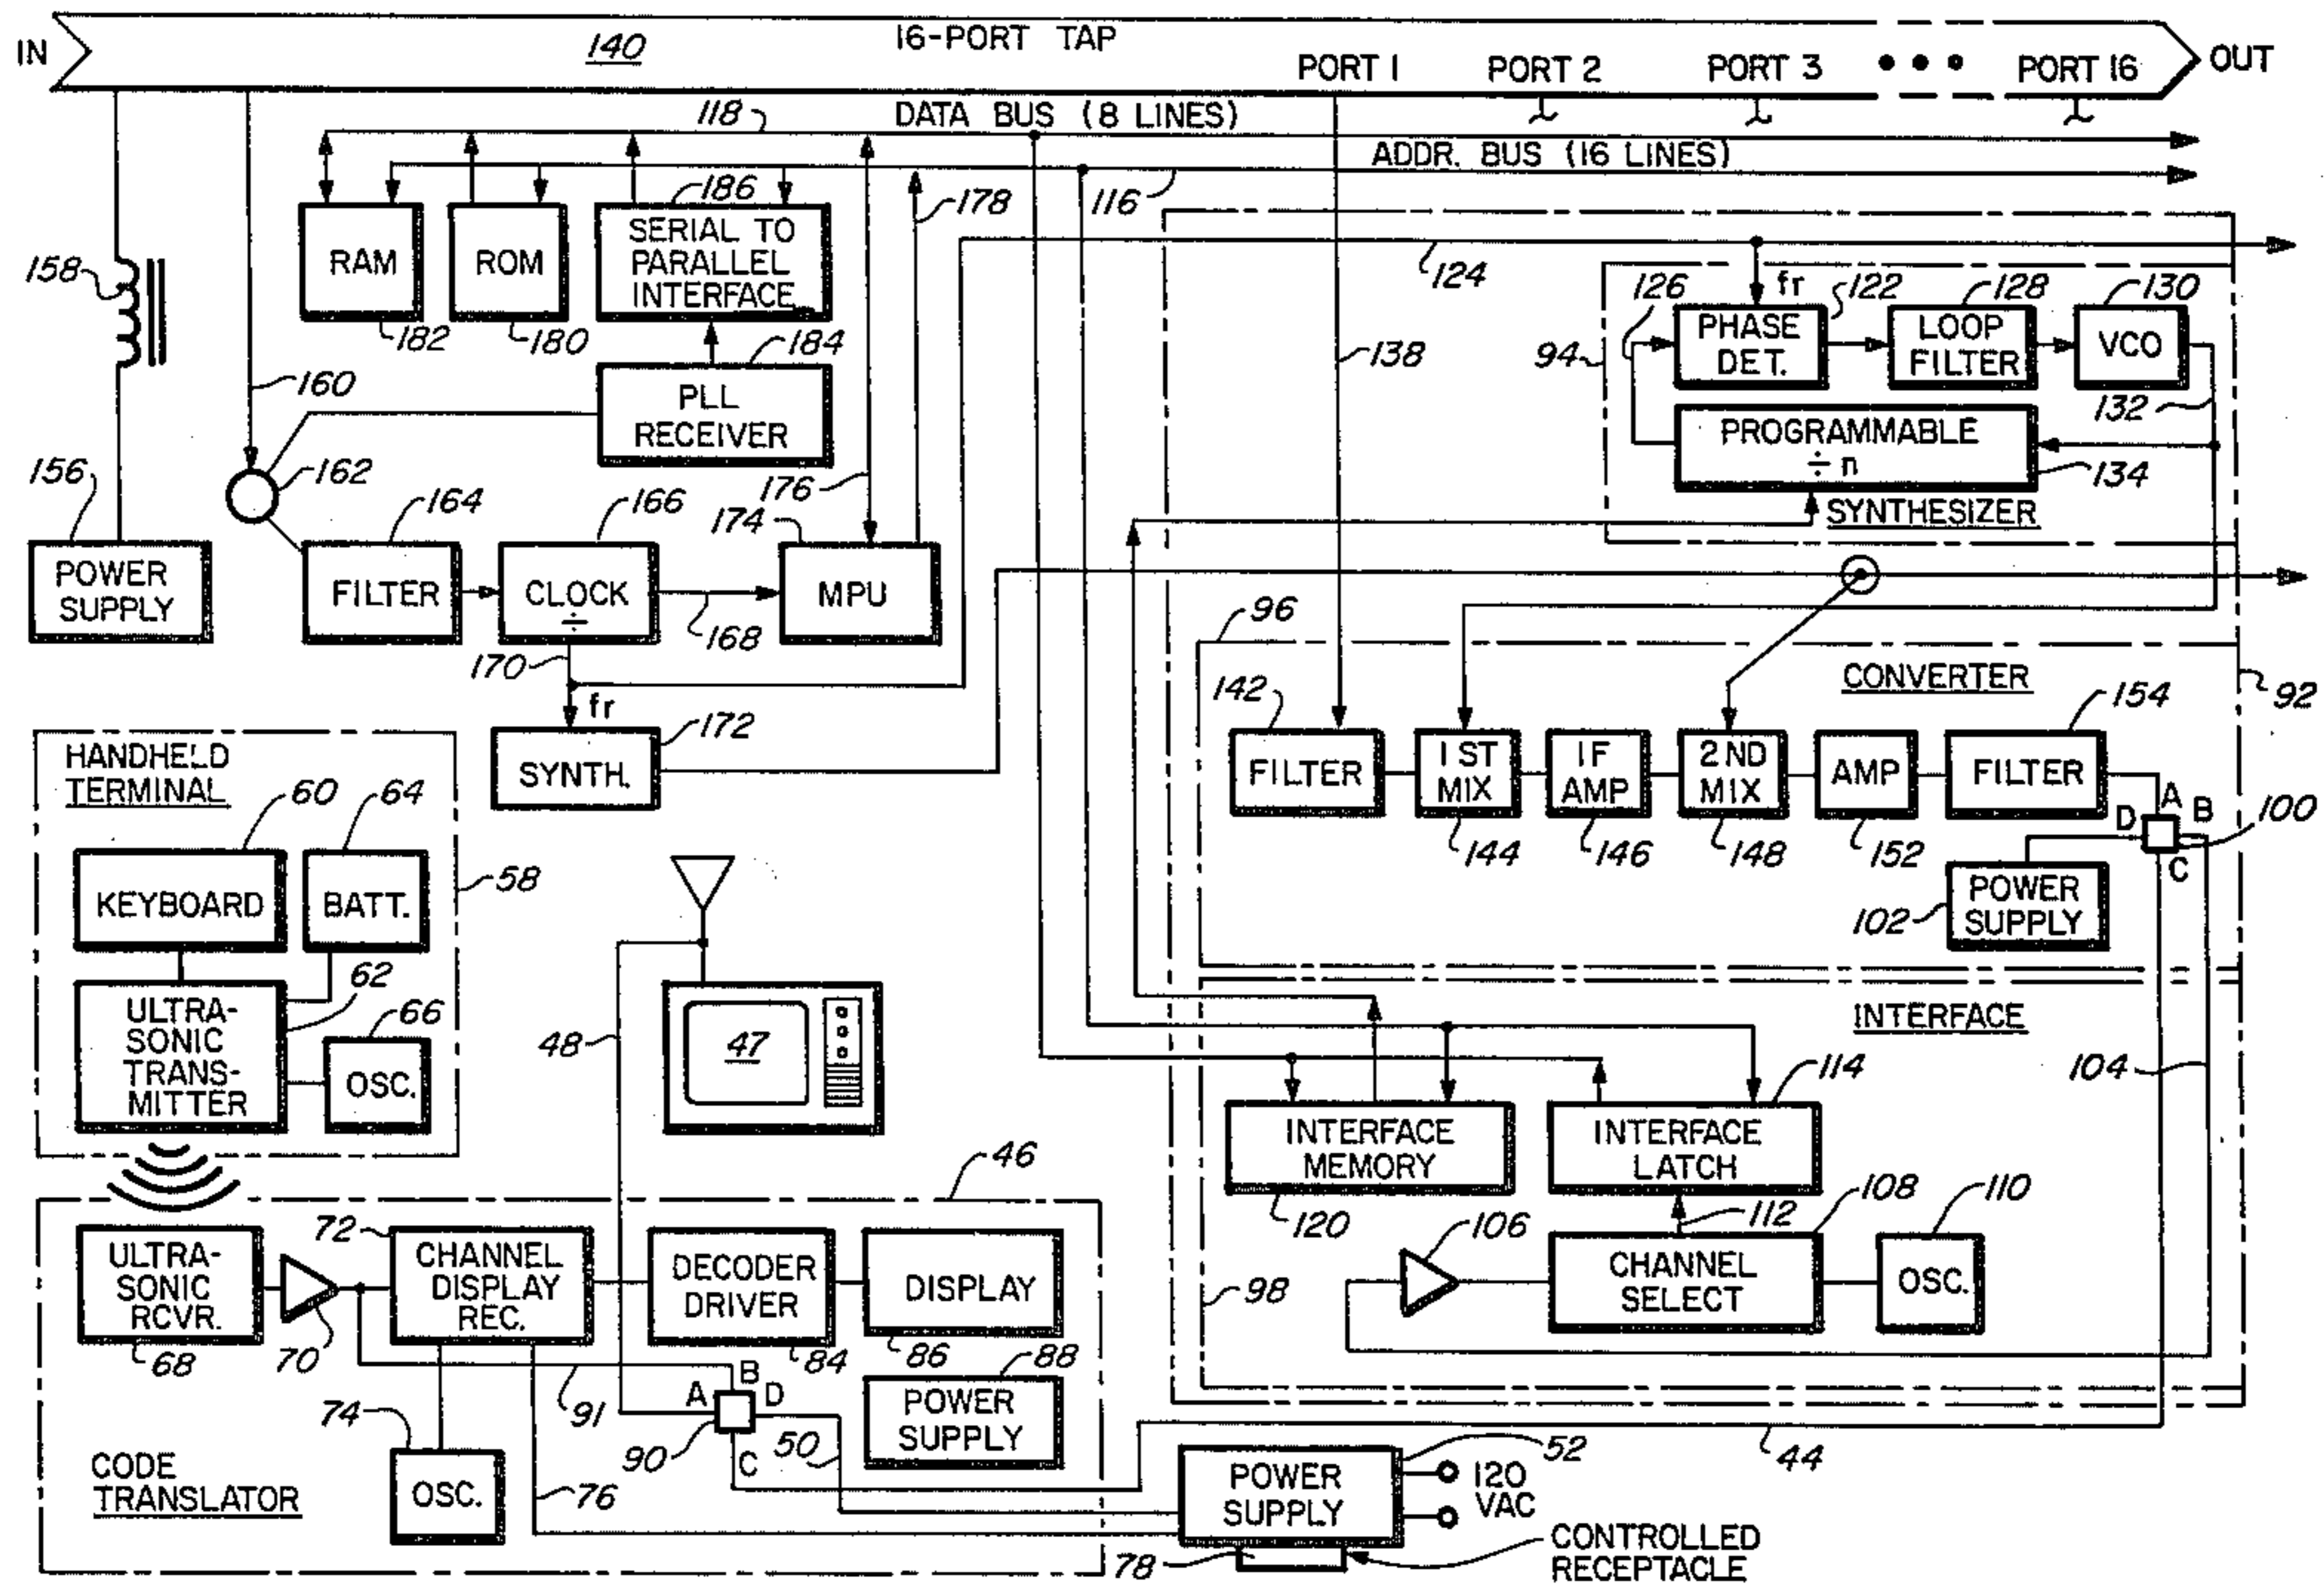 IN
140
16-PORT TAP
PORT 1
PORT 2
PORT 3
PORT 16
OUT
118
DATA BUS (8 LINES)
ADDR. BUS (16 LINES)
116
186
178
158
RAM
182
ROM
180
SERIAL TO
PARALLEL
INTERFACE
184
PLL
RECEIVER
160
162
156
POWER
SUPPLY
164
FILTER
166
CLOCK
÷
168
170
174
176
MPU
fr
172
SYNTH.
124
138
94
126
fr
122
PHASE
DET.
128
LOOP
FILTER
130
VCO
132
PROGRAMMABLE
÷ n
134
SYNTHESIZER
96
CONVERTER
92
142
FILTER
1 ST
MIX
144
IF
AMP
146
2 ND
MIX
148
AMP
152
154
FILTER
A
B
D
C
100
102
POWER
SUPPLY
HANDHELD
TERMINAL
60
64
58
KEYBOARD
BATT.
62
ULTRA-
SONIC
TRANS-
MITTER
66
OSC.
48
47
INTERFACE
104
114
INTERFACE
MEMORY
120
INTERFACE
LATCH
112
108
110
106
CHANNEL
SELECT
OSC.
98
46
72
ULTRA-
SONIC
RCVR.
68
70
CHANNEL
DISPLAY
REC.
DECODER
DRIVER
84
DISPLAY
86
88
POWER
SUPPLY
91
A
B
D
C
90
50
74
OSC.
76
CODE
TRANSLATOR
44
52
POWER
SUPPLY
120
VAC
78
CONTROLLED
RECEPTACLE